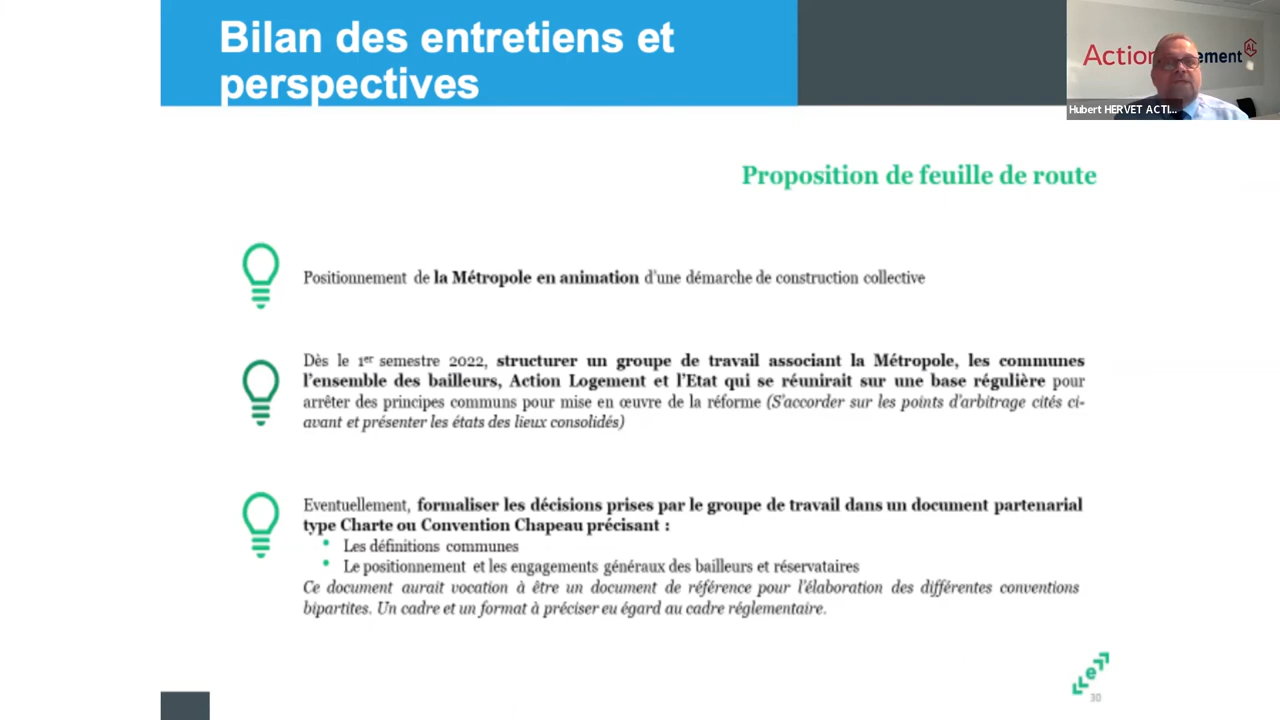 Bilan des entretiens et
perspectives
Action
ement
AL
Hubert HERVET ACTI...
Proposition de feuille de route
Positionnement de la Métropole en animation d'une démarche de construction collective
Dès le 1er semestre 2022, structurer un groupe de travail associant la Métropole, les communes
l'ensemble des bailleurs, Action Logement et l'Etat qui se réunirait sur une base régulière pour
arrêter des principes communs pour mise en œuvre de la réforme (S'accorder sur les points d'arbitrage cités ci-
avant et présenter les états des lieux consolidés)
Eventuellement, formaliser les décisions prises par le groupe de travail dans un document partenarial
type Charte ou Convention Chapeau précisant :
• Les définitions communes
• Le positionnement et les engagements généraux des bailleurs et réservataires
Ce document aurait vocation à être un document de référence pour l'élaboration des différentes conventions
bipartites. Un cadre et un format à préciser eu égard au cadre réglementaire.
e
30